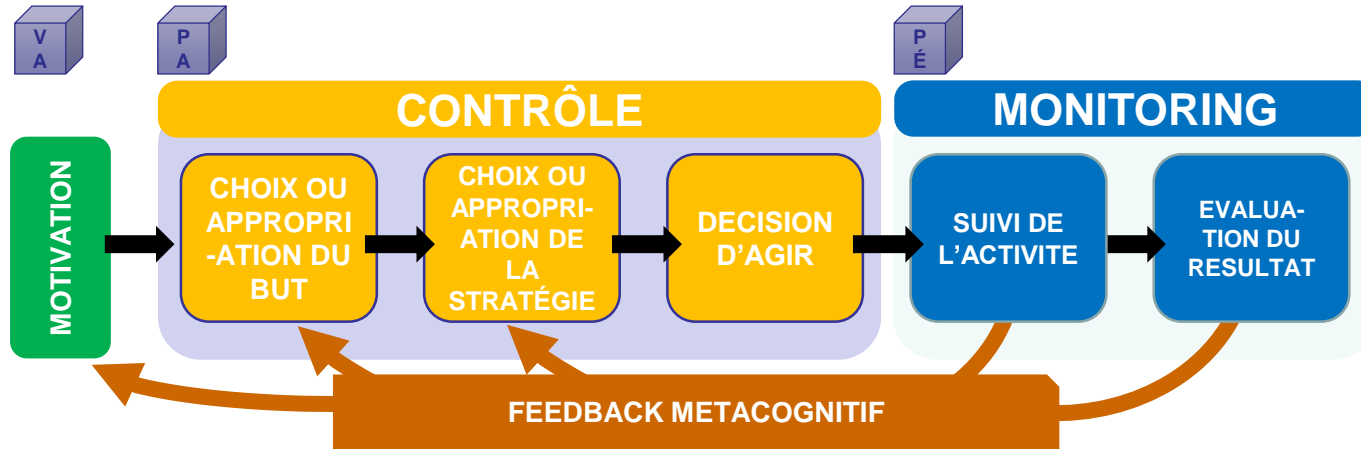 V
A
P
A
P
É
CONTRÔLE
MONITORING
MOTIVATION
CHOIX OU
APPROPRI
-ATION DU
BUT
CHOIX OU
APPROPRI-
ATION DE
LA
STRATÉGIE
DECISION
D'AGIR
SUIVI DE
L'ACTIVITE
EVALUA-
TION DU
RESULTAT
FEEDBACK METACOGNITIF